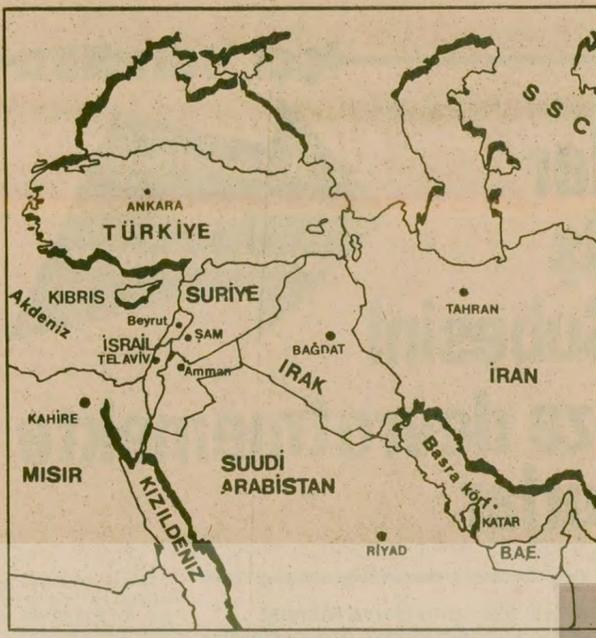 S S C
ANKARA
TÜRKİYE
KIBRIS
Akdeniz
SURİYE
Beyrut
ŞAM
İSRAİL
TELAVİV
Amman
BAĞDAT
IRAK
TAHRAN
İRAN
KAHİRE
MISIR
KIZILDENİZ
SUUDİ
ARABİSTAN
RİYAD
Basra körf.
KATAR
B.A.E.